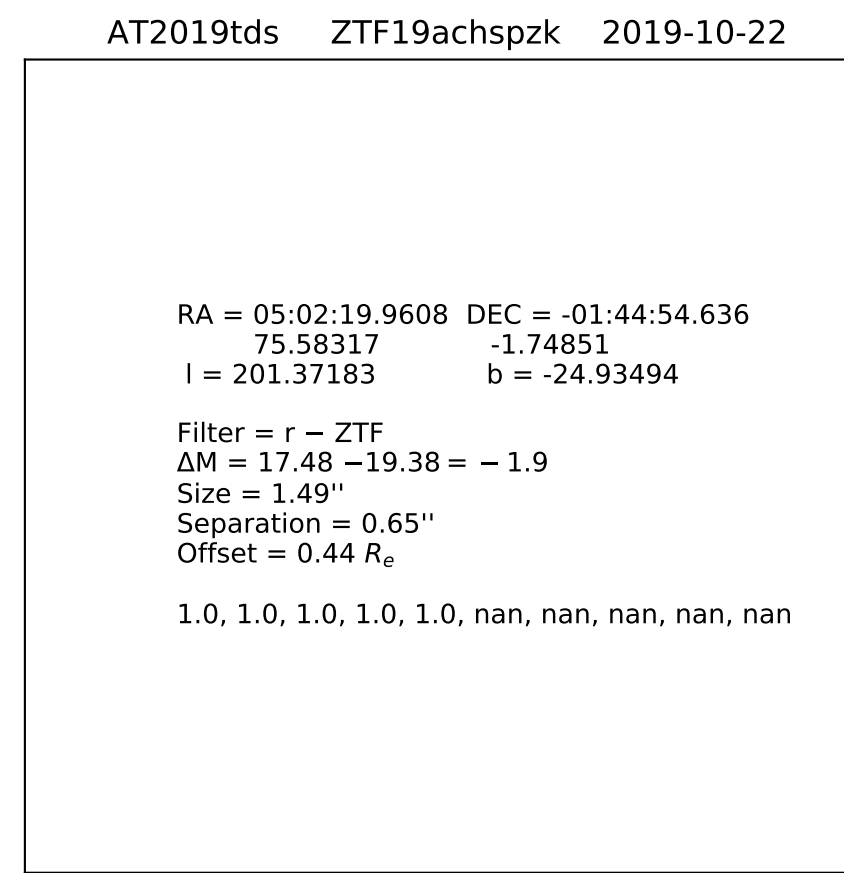 AT2019tds ZTF19achspzk 2019-10-22
RA = 05:02:19.9608 DEC = -01:44:54.636
75.58317 -1.74851
l = 201.37183 b = -24.93494
Filter = r − ZTF
ΔM = 17.48 −19.38 = − 1.9
Size = 1.49''
Separation = 0.65''
Offset = 0.44 Re
1.0, 1.0, 1.0, 1.0, 1.0, nan, nan, nan, nan, nan